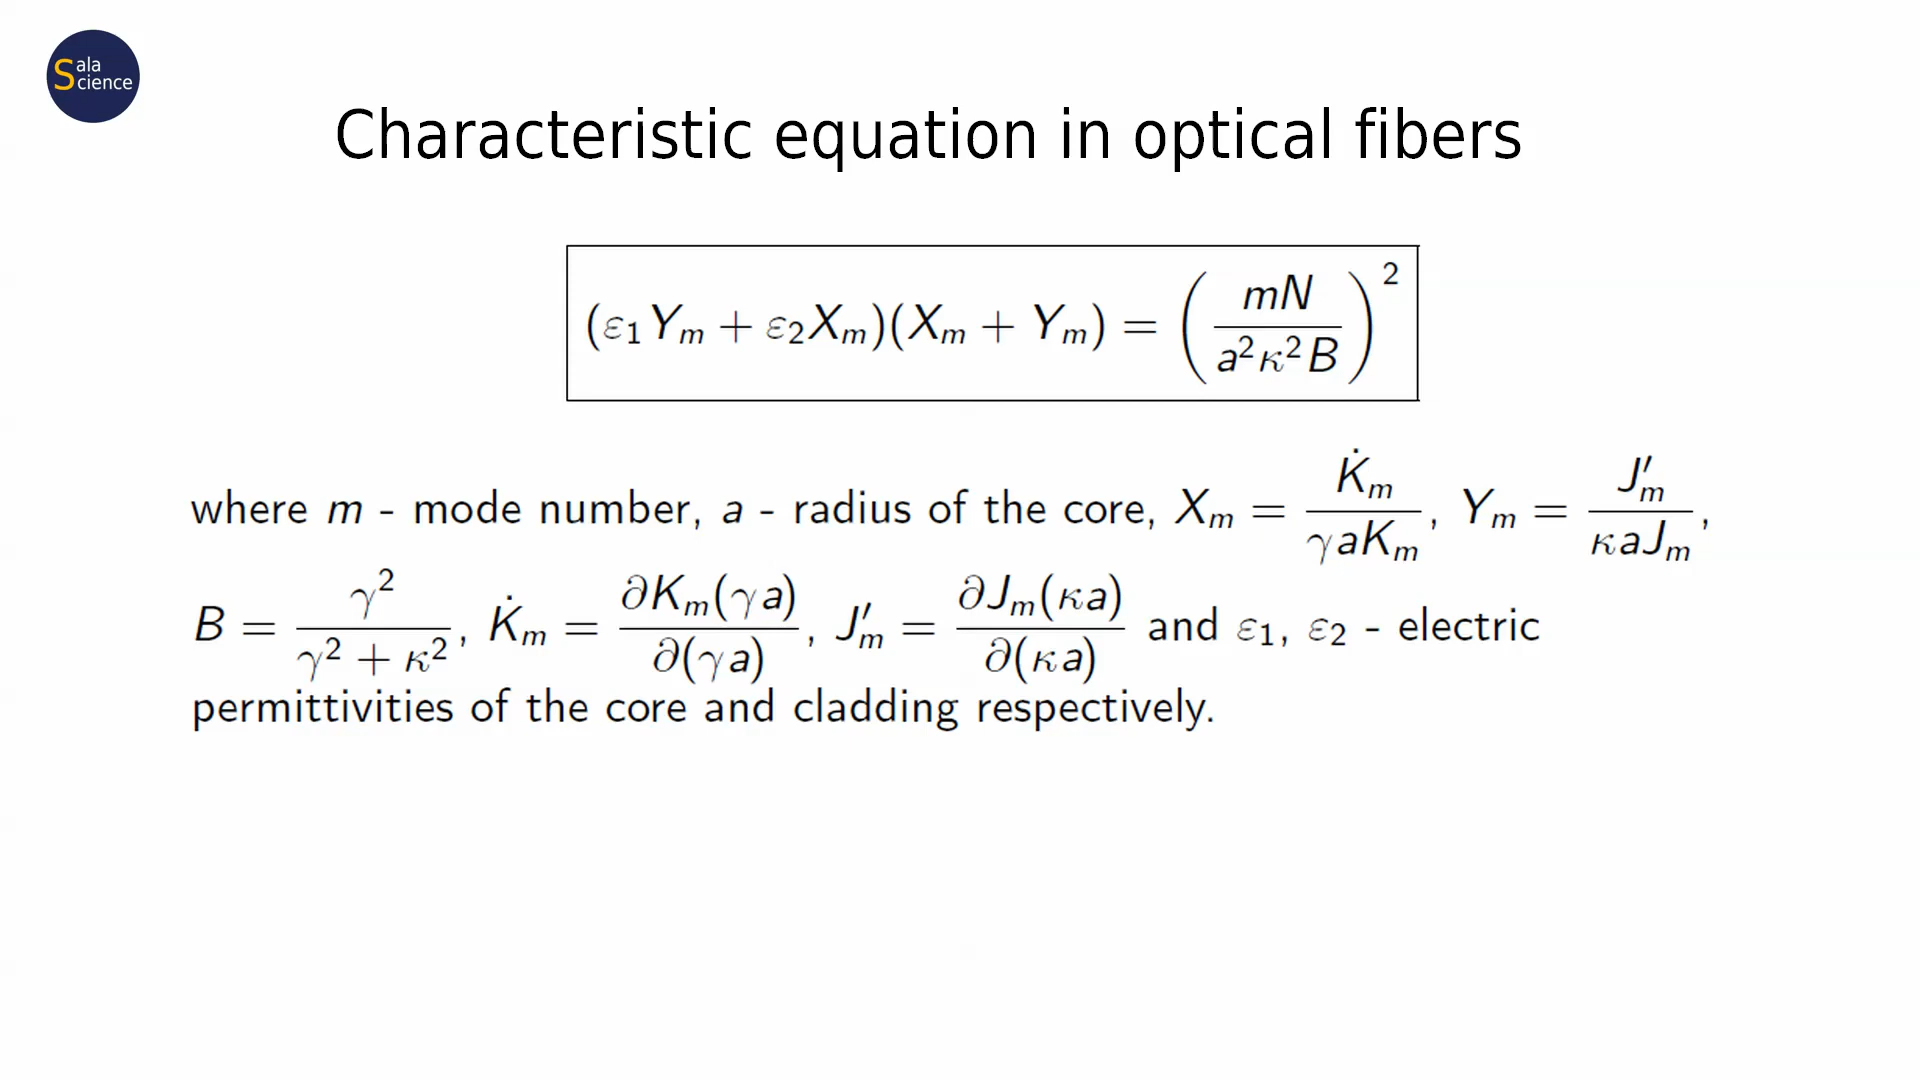 Sala
Science
Characteristic equation in optical fibers
(ε₁Yₘ + ε₂Xₘ)(Xₘ + Yₘ) = (mN / a²κ²B)²
where m - mode number, a - radius of the core, Xₘ = K̇ₘ / γaKₘ, Yₘ = J′ₘ / κaJₘ,
B = γ² / γ² + κ², K̇ₘ = ∂Kₘ(γa) / ∂(γa), J′ₘ = ∂Jₘ(κa) / ∂(κa) and ε₁, ε₂ - electric
permittivities of the core and cladding respectively.